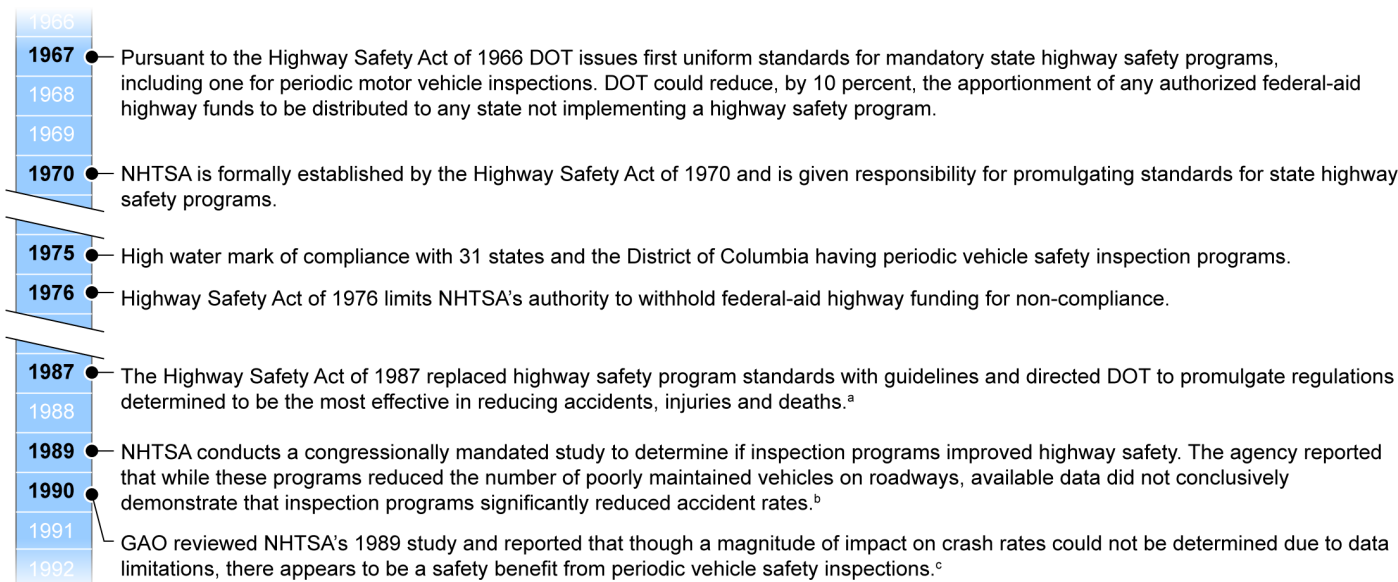 1966
1967
Pursuant to the Highway Safety Act of 1966 DOT issues first uniform standards for mandatory state highway safety programs,
including one for periodic motor vehicle inspections. DOT could reduce, by 10 percent, the apportionment of any authorized federal-aid
1968
highway funds to be distributed to any state not implementing a highway safety program.
1969
1970
NHTSA is formally established by the Highway Safety Act of 1970 and is given responsibility for promulgating standards for state highway
safety programs.
1975
High water mark of compliance with 31 states and the District of Columbia having periodic vehicle safety inspection programs.
1976
Highway Safety Act of 1976 limits NHTSA’s authority to withhold federal-aid highway funding for non-compliance.
1987
The Highway Safety Act of 1987 replaced highway safety program standards with guidelines and directed DOT to promulgate regulations
determined to be the most effective in reducing accidents, injuries and deaths.ᵃ
1988
1989
NHTSA conducts a congressionally mandated study to determine if inspection programs improved highway safety. The agency reported
that while these programs reduced the number of poorly maintained vehicles on roadways, available data did not conclusively
demonstrate that inspection programs significantly reduced accident rates.ᵇ
1990
1991
GAO reviewed NHTSA’s 1989 study and reported that though a magnitude of impact on crash rates could not be determined due to data
limitations, there appears to be a safety benefit from periodic vehicle safety inspections.ᶜ
1992